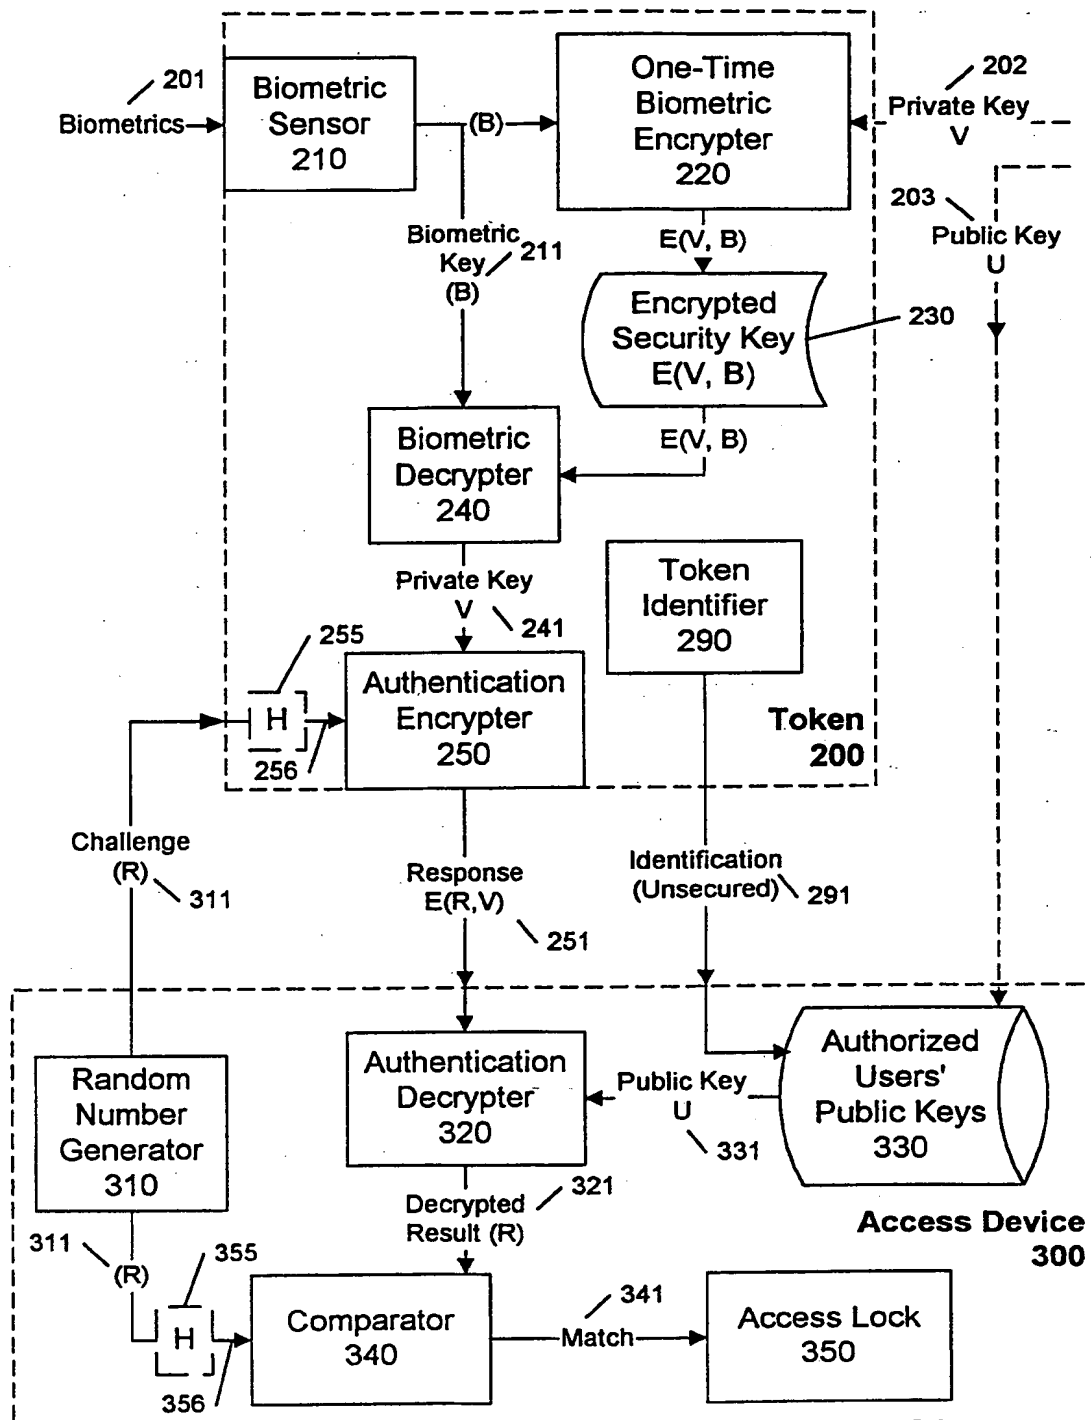 201
Biometrics
Biometric
Sensor
210
(B)
One-Time
Biometric
Encrypter
220
202
Private Key
V
203
Public Key
U
E(V, B)
Biometric
Key
(B)
211
Encrypted
Security Key
E(V, B)
230
E(V, B)
Biometric
Decrypter
240
Private Key
V
241
Token
Identifier
290
255
H
256
Authentication
Encrypter
250
Token
200
Challenge
(R)
311
Response
E(R,V)
251
Identification
(Unsecured)
291
Random
Number
Generator
310
Authentication
Decrypter
320
Public Key
U
331
Authorized
Users'
Public Keys
330
321
Decrypted
Result (R)
Access Device
300
311
(R)
355
H
356
Comparator
340
341
Match
Access Lock
350